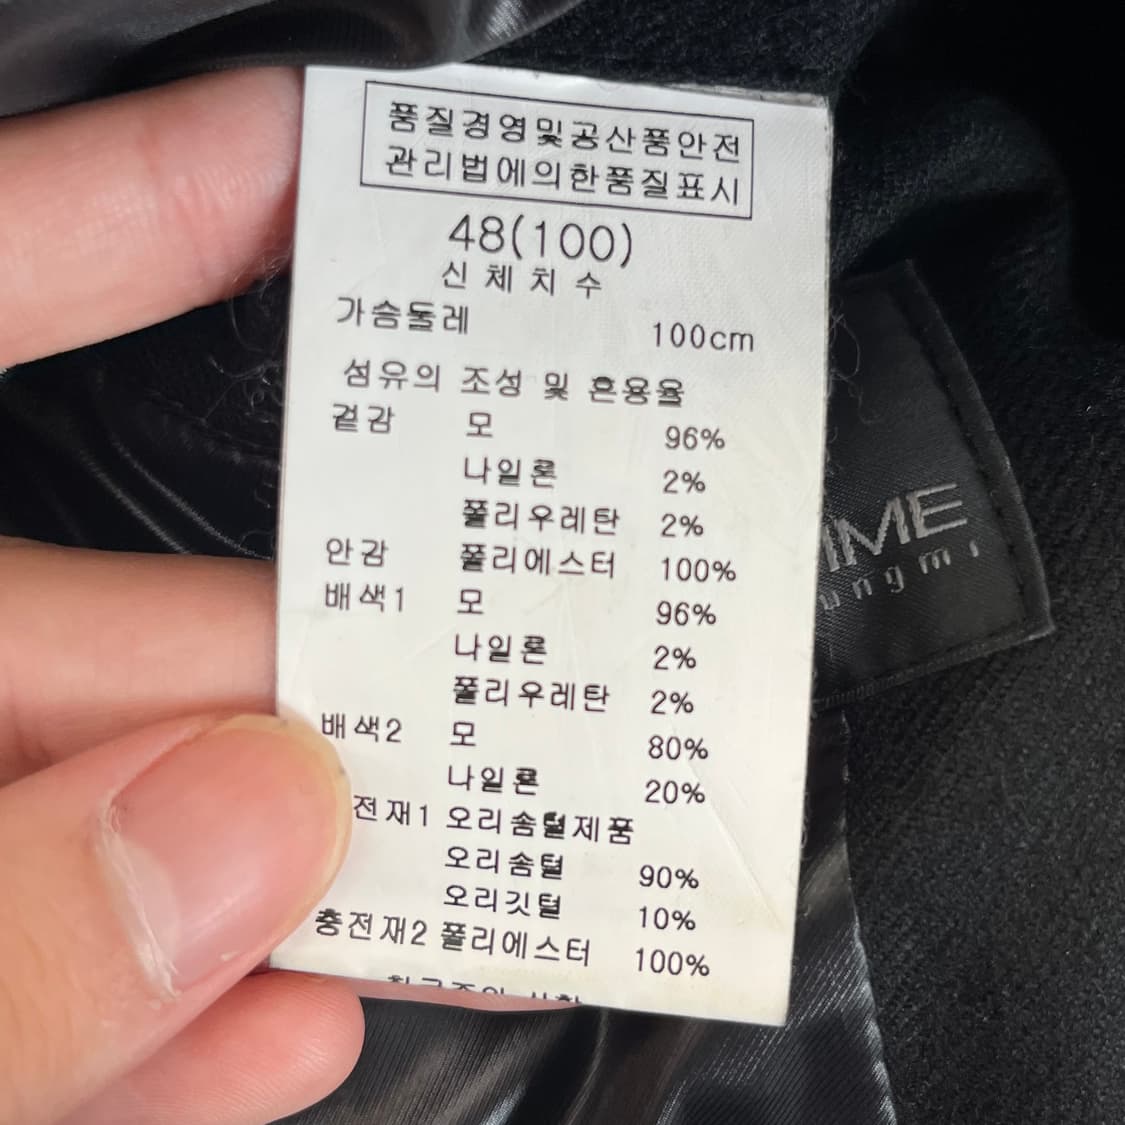 품질경영및공산품안전
관리법에의한품질표시
48(100)
신체치수
가슴둘레 100cm
섬유의 조성 및 혼용율
겉감 모 96%
나일론 2%
폴리우레탄 2%
안감 폴리에스터 100%
배색1 모 96%
나일론 2%
폴리우레탄 2%
배색2 모 80%
나일론 20%
전재1 오리솜털제품
오리솜털 90%
오리깃털 10%
충전재2 폴리에스터 100%